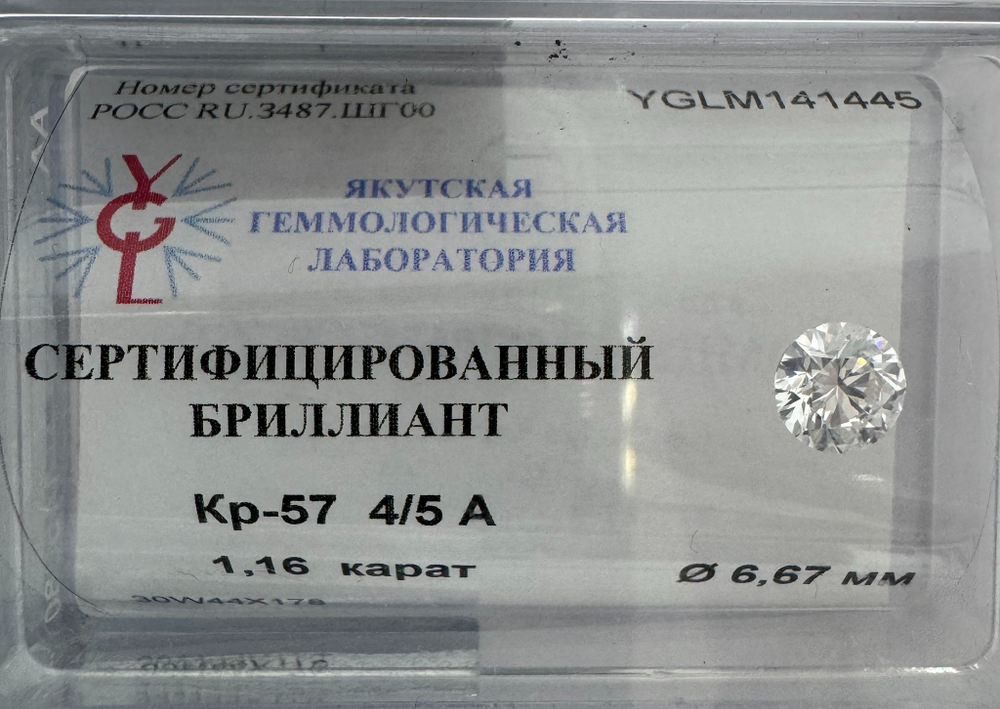 Номер сертификата
РОСС RU.3487.ШГ00
YGLM141445
YGL
ЯКУТСКАЯ
ГЕММОЛОГИЧЕСКАЯ
ЛАБОРАТОРИЯ
СЕРТИФИЦИРОВАННЫЙ
БРИЛЛИАНТ
Кр-57 4/5 А
1,16 карат
Ø 6,67 мм